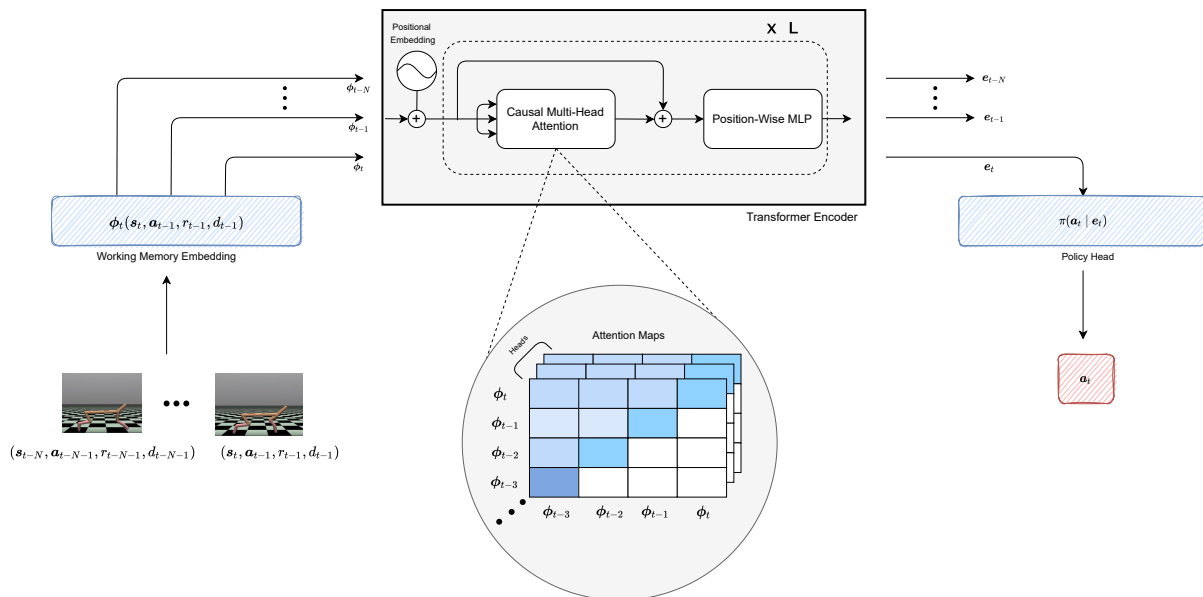 x L
Positional
Embedding
ϕ_{t−N}
ϕ_{t−1}
ϕ_t
+
Causal Multi-Head
Attention
+
Position-Wise MLP
Transformer Encoder
e_{t−N}
e_{t−1}
e_t
ϕ_t(s_t, a_{t−1}, r_{t−1}, d_{t−1})
Working Memory Embedding
π(a_t | e_t)
Policy Head
a_t
(s_{t−N}, a_{t−N−1}, r_{t−N−1}, d_{t−N−1})
(s_t, a_{t−1}, r_{t−1}, d_{t−1})
Attention Maps
Heads
ϕ_t
ϕ_{t−1}
ϕ_{t−2}
ϕ_{t−3}
ϕ_{t−3} ϕ_{t−2} ϕ_{t−1} ϕ_t